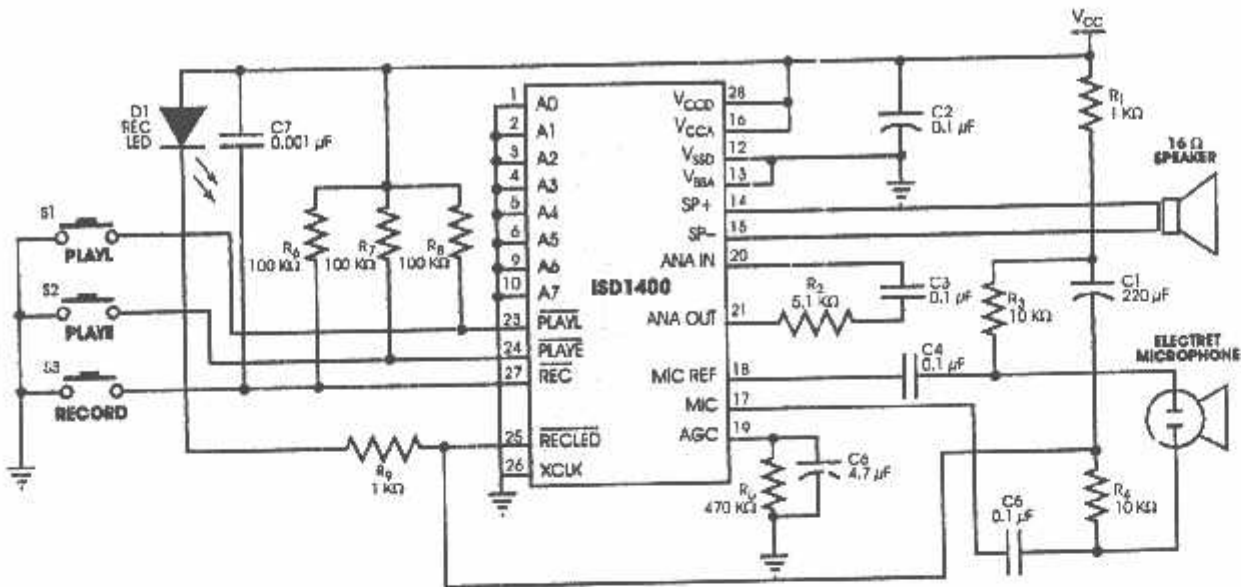 VCC
D1
REC
LED
C7
0.001 µF
S1
PLAYL
S2
PLAYE
S3
RECORD
R6
100 KΩ
R7
100 KΩ
R8
100 KΩ
R9
1 KΩ
ISD1400
1 A0
2 A1
3 A2
4 A3
5 A4
6 A5
9 A6
10 A7
23 PLAYL
24 PLAYE
27 REC
25 RECLED
26 XCLK
VCCD 28
VCCA 16
VSSD 12
VSSA 13
SP+ 14
SP- 15
ANA IN 20
ANA OUT 21
MIC REF 18
MIC 17
AGC 19
C2
0.1 µF
R1
1 KΩ
16 Ω
SPEAKER
R2
5.1 KΩ
C3
0.1 µF
R3
10 KΩ
C1
220 µF
C4
0.1 µF
ELECTRET
MICROPHONE
470 KΩ
C6
4.7 µF
C5
0.1 µF
R4
10 KΩ